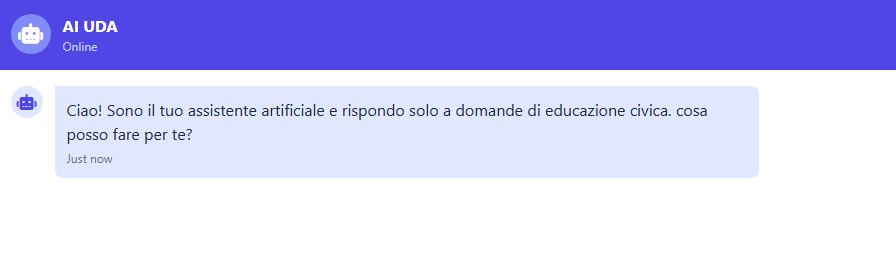 AI UDA
Online
Ciao! Sono il tuo assistente artificiale e rispondo solo a domande di educazione civica. cosa
posso fare per te?
Just now